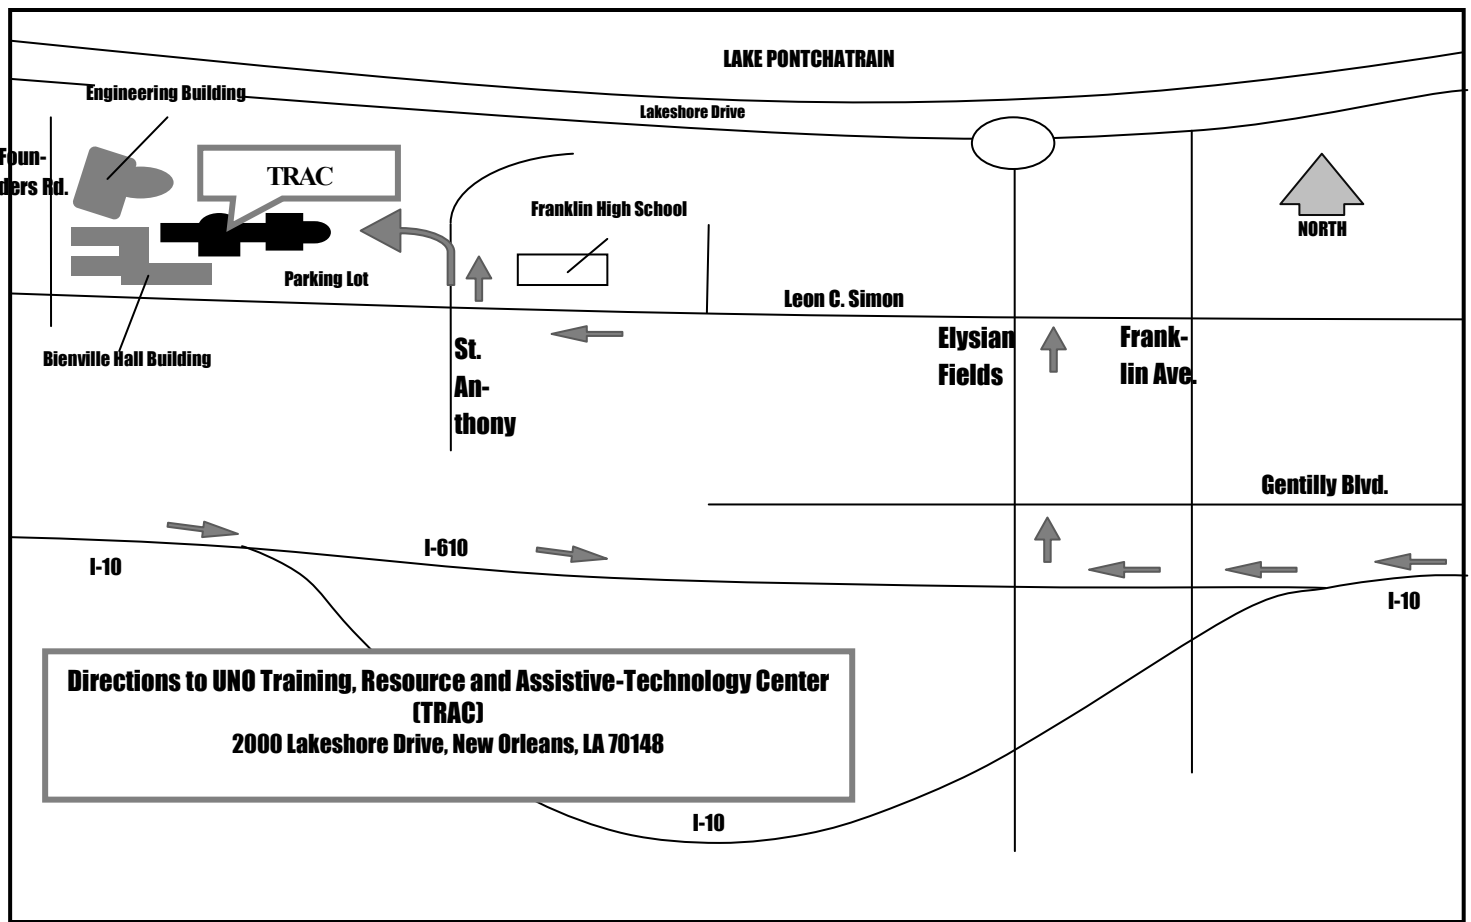 LAKE PONTCHATRAIN
Engineering Building
Lakeshore Drive
Foun-
ders Rd.
TRAC
Franklin High School
NORTH
Parking Lot
Leon C. Simon
Bienville Hall Building
St.
An-
thony
Elysian
Fields
Frank-
lin Ave.
Gentilly Blvd.
I-10
I-610
I-10
Directions to UNO Training, Resource and Assistive-Technology Center
(TRAC)
2000 Lakeshore Drive, New Orleans, LA 70148
I-10